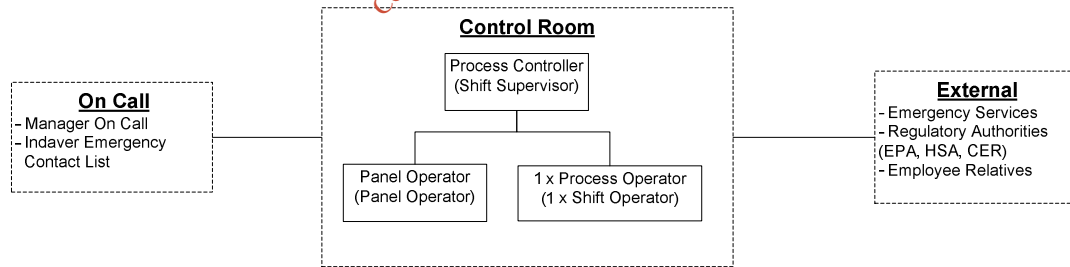 Control Room
Process Controller
(Shift Supervisor)
Panel Operator
(Panel Operator)
1 x Process Operator
(1 x Shift Operator)
On Call
- Manager On Call
- Indaver Emergency
Contact List
External
- Emergency Services
- Regulatory Authorities
(EPA, HSA, CER)
- Employee Relatives